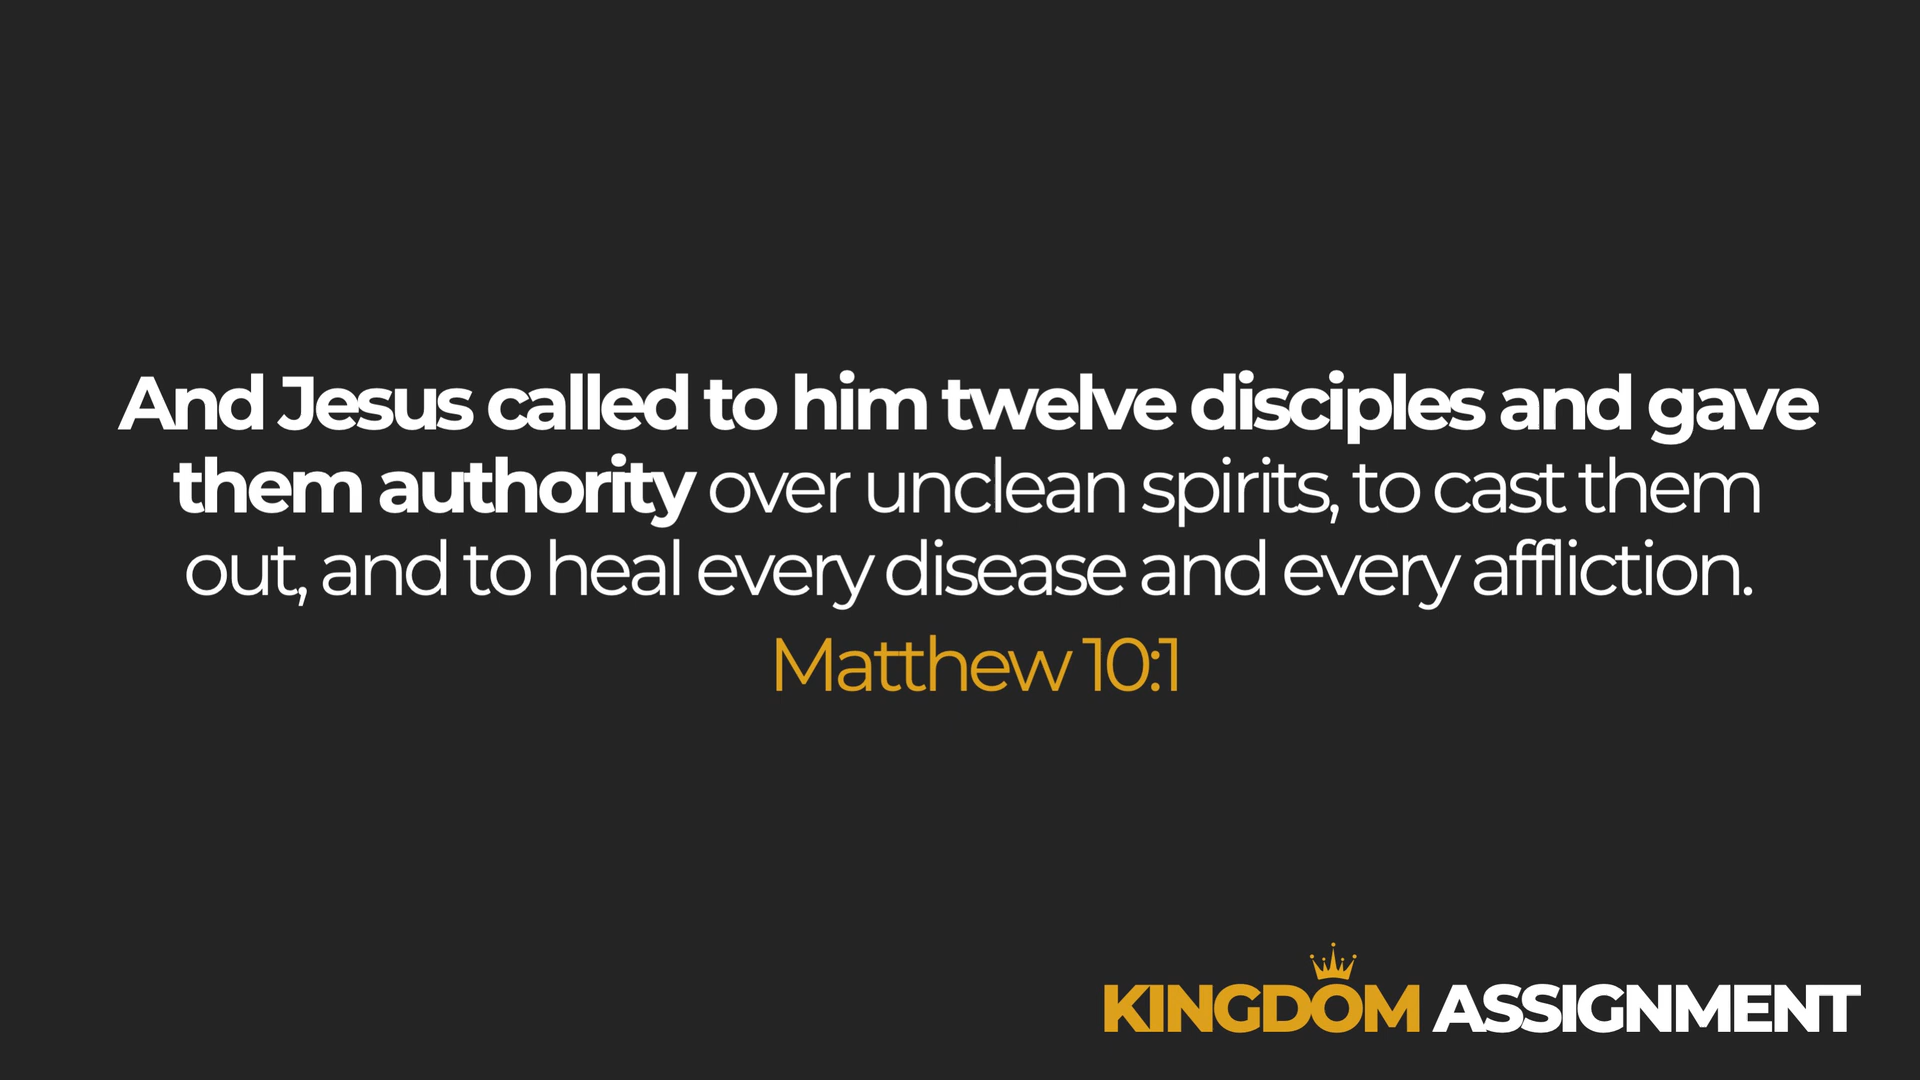 And Jesus called to him twelve disciples and gave
them authority over unclean spirits, to cast them
out, and to heal every disease and every affliction.
Matthew 10:1
KINGDOM ASSIGNMENT